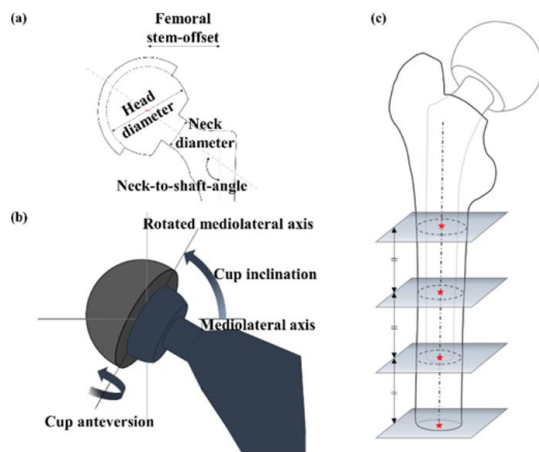 (a)
Femoral
stem-offset
Head
diameter
Neck
diameter
Neck-to-shaft-angle
(b)
Rotated mediolateral axis
Cup inclination
Mediolateral axis
Cup anteversion
(c)
=
=
=